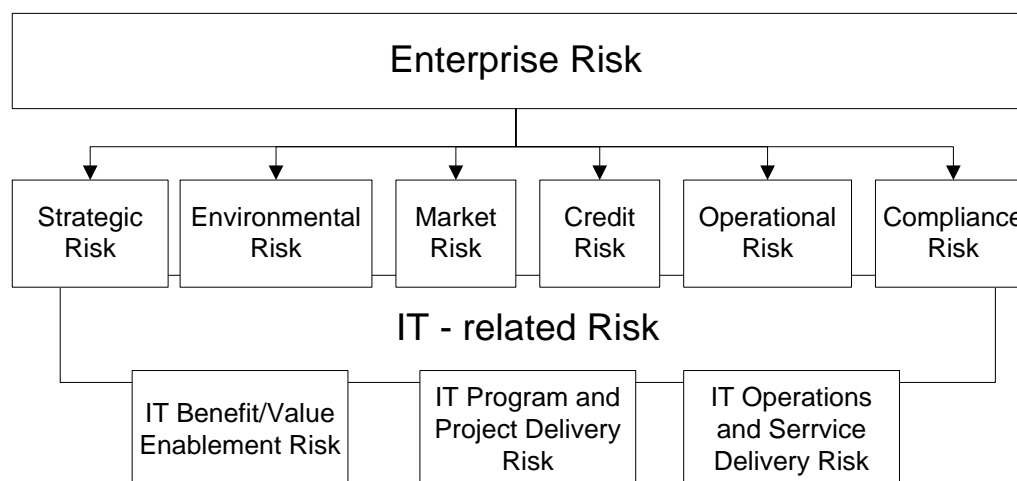 Enterprise Risk
Strategic
Risk
Environmental
Risk
Market
Risk
Credit
Risk
Operational
Risk
Compliance
Risk
IT - related Risk
IT Benefit/Value
Enablement Risk
IT Program and
Project Delivery
Risk
IT Operations
and Serrvice
Delivery Risk